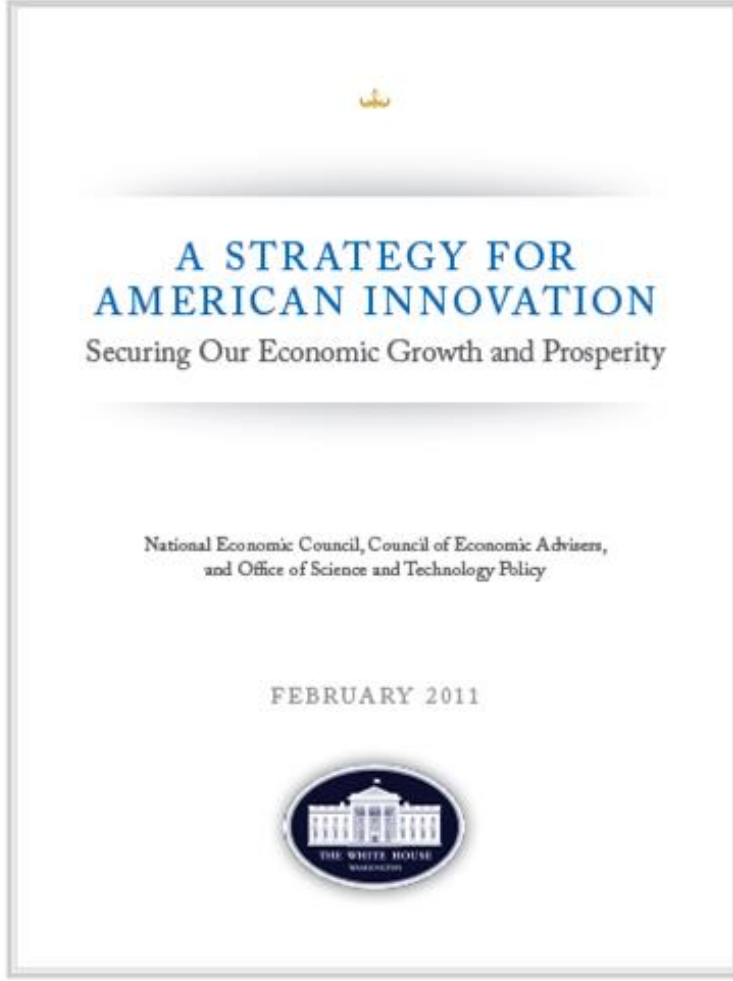 A STRATEGY FOR
AMERICAN INNOVATION
Securing Our Economic Growth and Prosperity
National Economic Council, Council of Economic Advisers,
and Office of Science and Technology Policy
FEBRUARY 2011
THE WHITE HOUSE
WASHINGTON